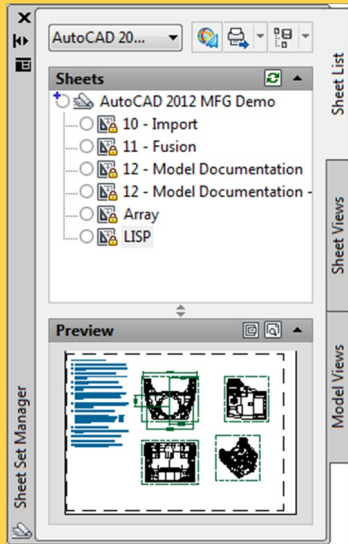 AutoCAD 20...
Sheets
AutoCAD 2012 MFG Demo
10 - Import
11 - Fusion
12 - Model Documentation
12 - Model Documentation -
Array
LISP
Preview
Sheet List
Sheet Views
Model Views
Sheet Set Manager